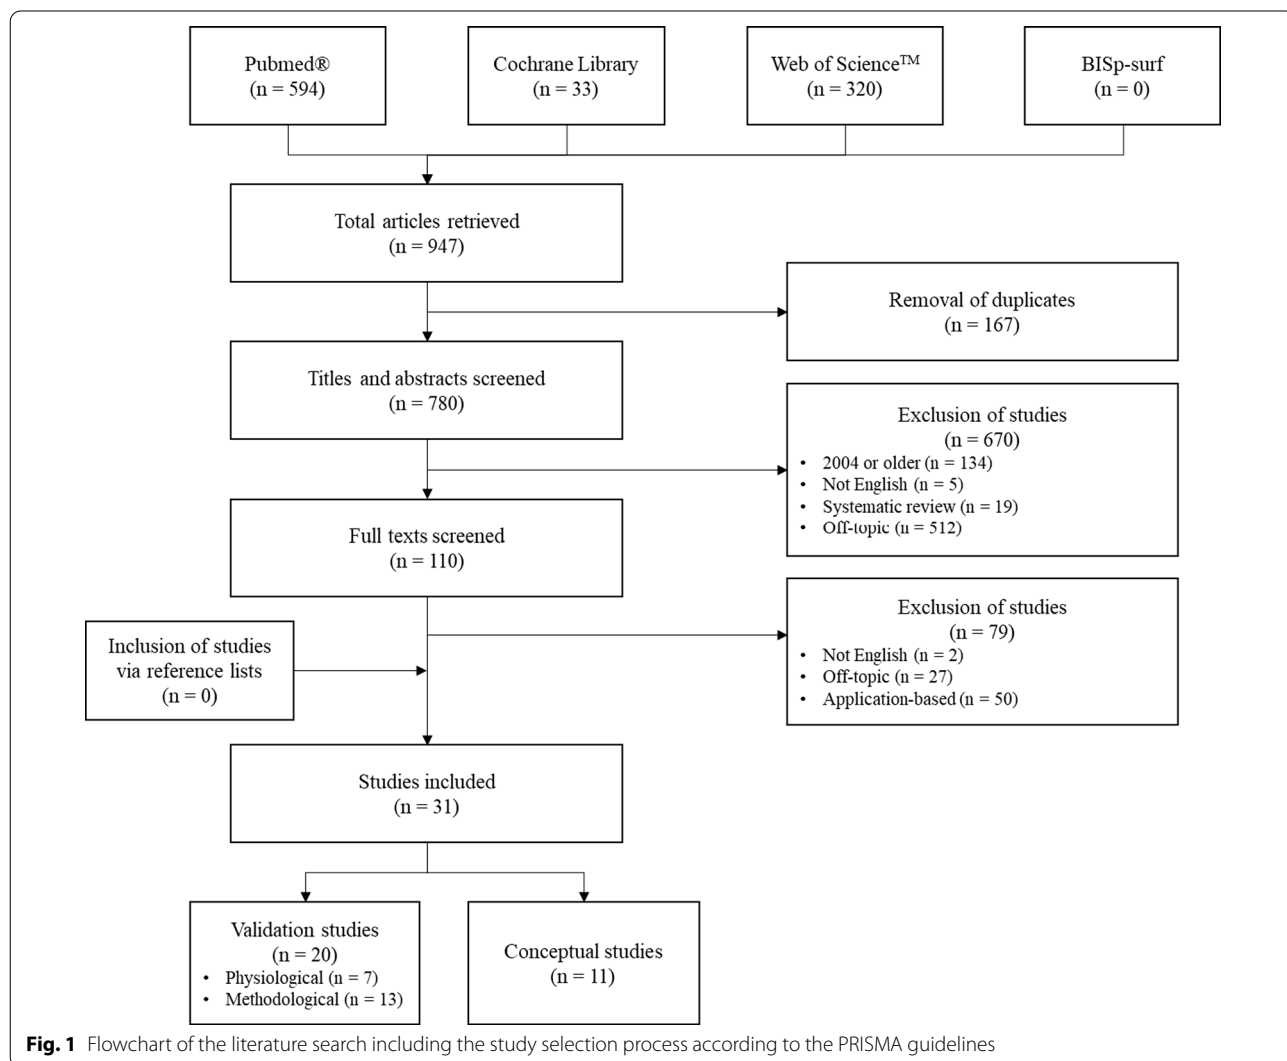 Pubmed®
(n = 594)
Cochrane Library
(n = 33)
Web of Science™
(n = 320)
BISp-surf
(n = 0)
Total articles retrieved
(n = 947)
Removal of duplicates
(n = 167)
Titles and abstracts screened
(n = 780)
Exclusion of studies
(n = 670)
• 2004 or older (n = 134)
• Not English (n = 5)
• Systematic review (n = 19)
• Off-topic (n = 512)
Full texts screened
(n = 110)
Exclusion of studies
(n = 79)
• Not English (n = 2)
• Off-topic (n = 27)
• Application-based (n = 50)
Inclusion of studies
via reference lists
(n = 0)
Studies included
(n = 31)
Validation studies
(n = 20)
• Physiological (n = 7)
• Methodological (n = 13)
Conceptual studies
(n = 11)
Fig. 1 Flowchart of the literature search including the study selection process according to the PRISMA guidelines